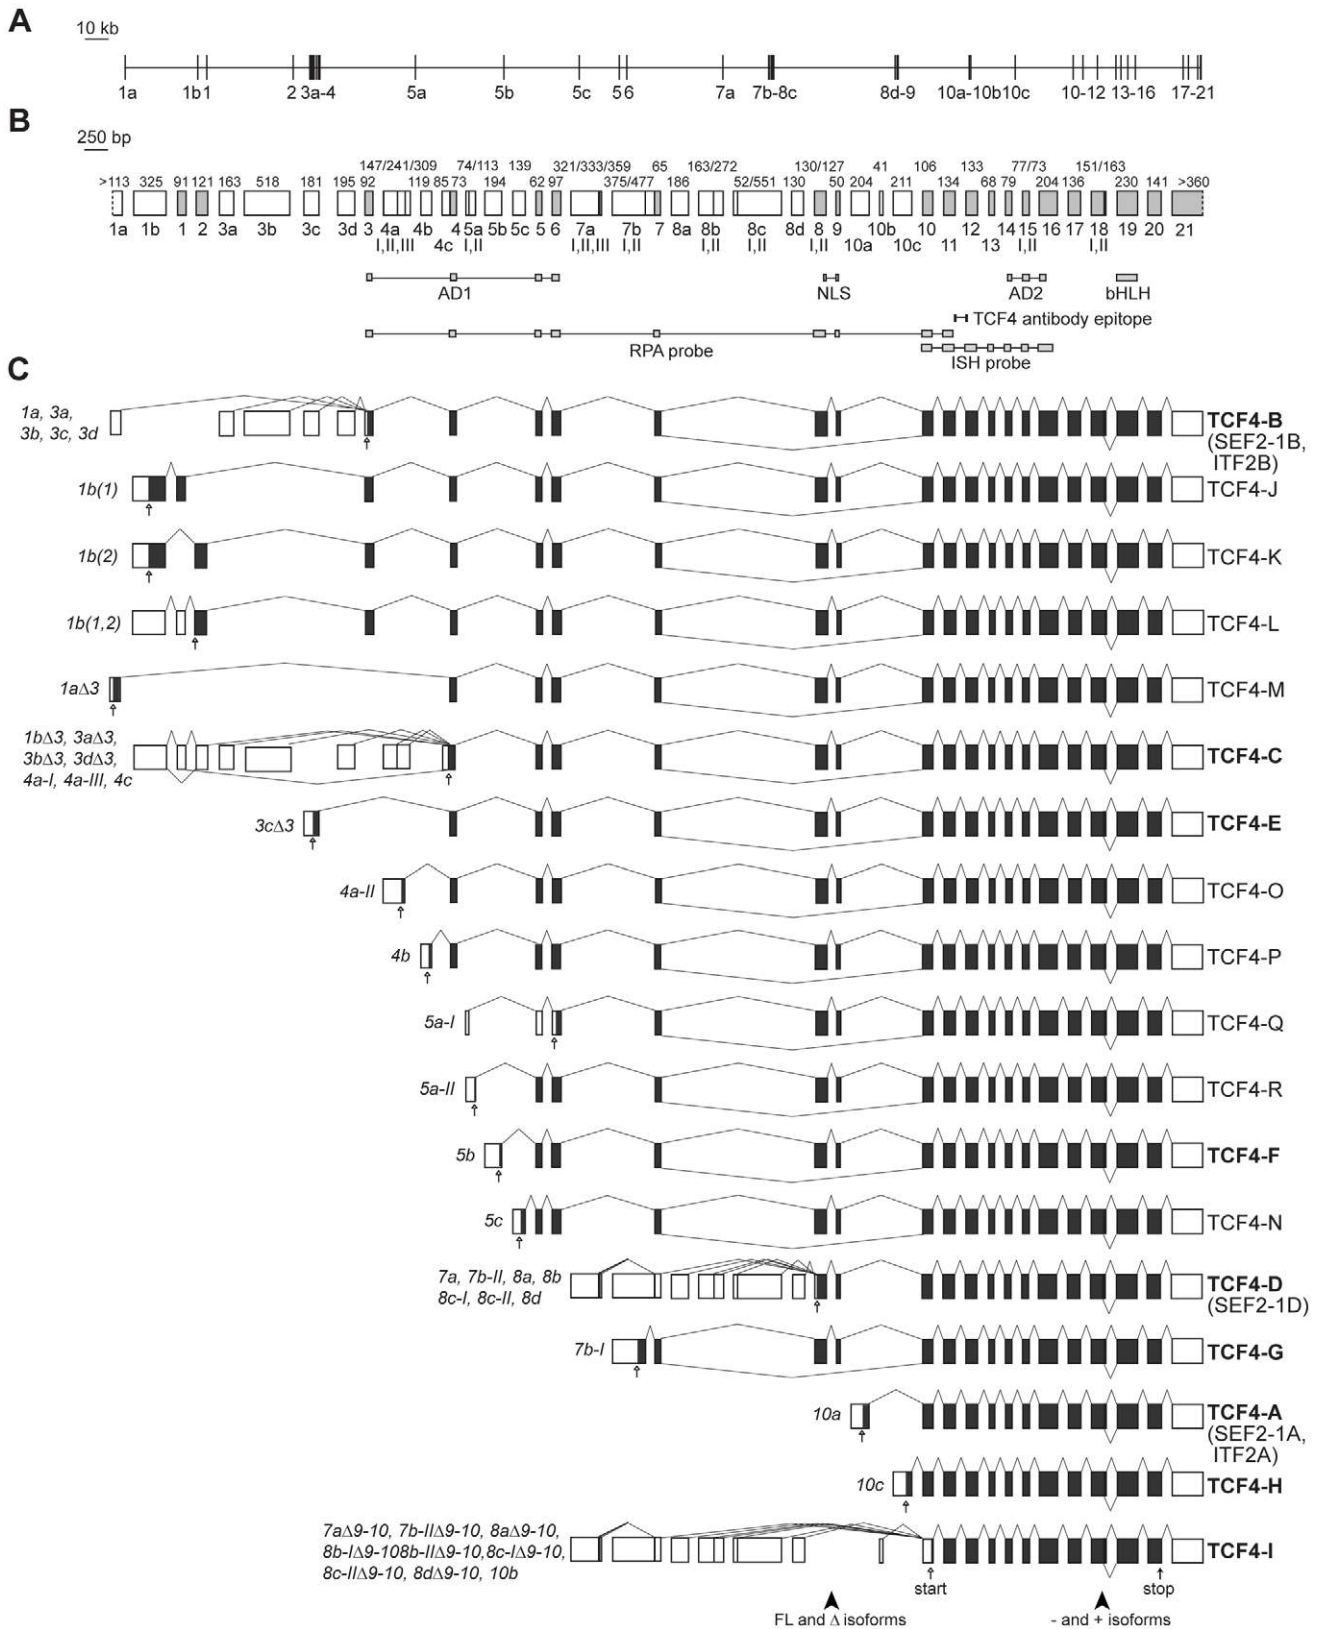 A
10 kb
1a 1b 1 2 3a-4 5a 5b 5c 5 6 7a 7b-8c 8d-9 10a-10b 10c 10-12 13-16 17-21
B
250 bp
147/241/309 74/113 139 321/333/359 65 163/272 130/127 41 106 133 77/73 151/163
>113 325 91 121 163 518 181 195 92 119 85 73 194 62 97 375/477 186 52/551 130 50 204 211 134 68 79 204 136 230 141 >360
1a 1b 1 2 3a 3b 3c 3d 3 4a 4b 4 5a 5b 5c 5 6 7a 7b 7 8a 8b 8c 8d 8 9 10b 10 12 14 15 16 17 18 19 20 21
I,II,III 4c I,II I,II,III I,II I,II I,II I,II 10a 10c 11 13 I,II I,II
AD1 NLS AD2 bHLH
TCF4 antibody epitope
RPA probe
ISH probe
C
1a, 3a,
3b, 3c, 3d
TCF4-B
(SEF2-1B,
ITF2B)
1b(1) TCF4-J
1b(2) TCF4-K
1b(1,2) TCF4-L
1aΔ3 TCF4-M
1bΔ3, 3aΔ3,
3bΔ3, 3dΔ3,
4a-I, 4a-III, 4c
TCF4-C
3cΔ3 TCF4-E
4a-II TCF4-O
4b TCF4-P
5a-I TCF4-Q
5a-II TCF4-R
5b TCF4-F
5c TCF4-N
7a, 7b-II, 8a, 8b
8c-I, 8c-II, 8d
TCF4-D
(SEF2-1D)
7b-I TCF4-G
10a TCF4-A
(SEF2-1A,
ITF2A)
10c TCF4-H
7aΔ9-10, 7b-IIΔ9-10, 8aΔ9-10,
8b-IΔ9-108b-IIΔ9-10,8c-IΔ9-10,
8c-IIΔ9-10, 8dΔ9-10, 10b
TCF4-I
start stop
FL and Δ isoforms - and + isoforms